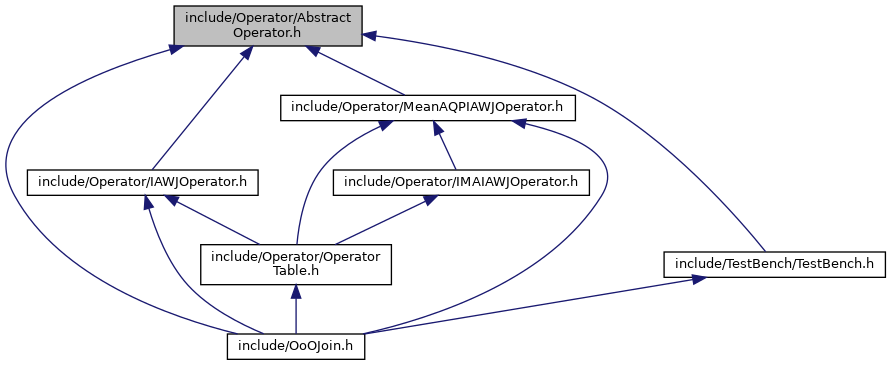 include/Operator/Abstract
Operator.h
include/Operator/MeanAQPIAWJOperator.h
include/Operator/IAWJOperator.h
include/Operator/IMAIAWJOperator.h
include/Operator/Operator
Table.h
include/TestBench/TestBench.h
include/OoOJoin.h